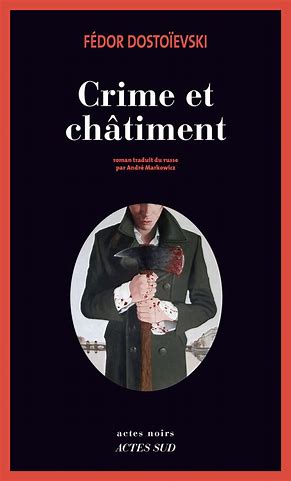 FÉDOR DOSTOÏEVSKI
Crime et
châtiment
roman traduit du russe
par André Markowicz
actes noirs
ACTES SUD